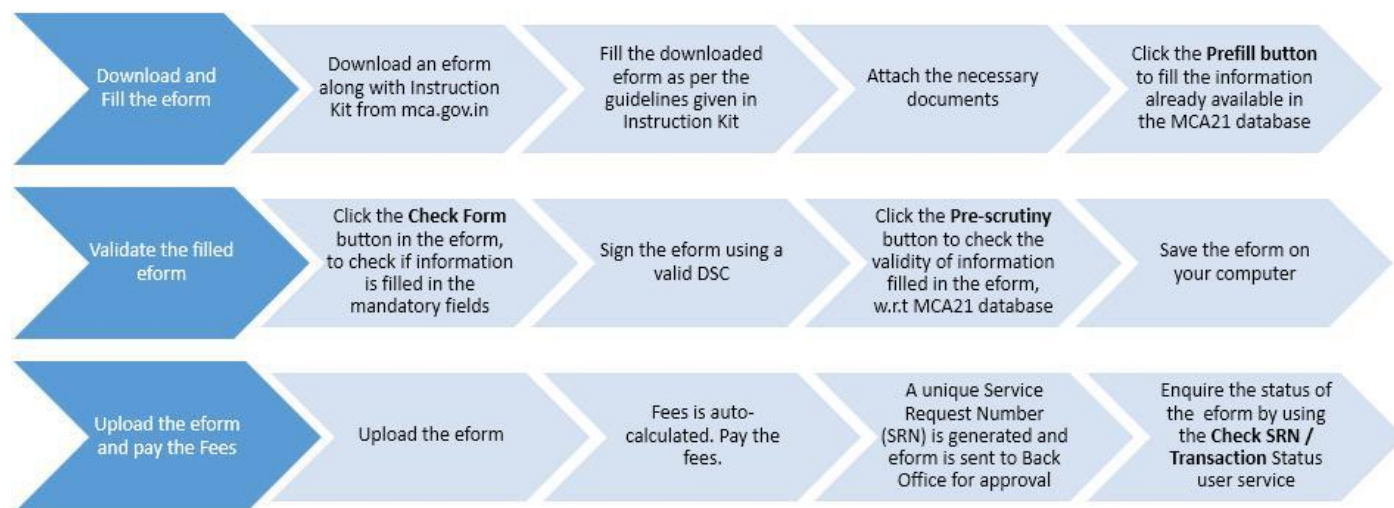 Download and
Fill the eform
Download an eform
along with Instruction
Kit from mca.gov.in
Fill the downloaded
eform as per the
guidelines given in
Instruction Kit
Attach the necessary
documents
Click the Prefill button
to fill the information
already available in
the MCA21 database
Validate the filled
eform
Click the Check Form
button in the eform,
to check if information
is filled in the
mandatory fields
Sign the eform using a
valid DSC
Click the Pre-scrutiny
button to check the
validity of information
filled in the eform,
w.r.t MCA21 database
Save the eform on
your computer
Upload the eform
and pay the Fees
Upload the eform
Fees is auto-
calculated. Pay the
fees.
A unique Service
Request Number
(SRN) is generated and
eform is sent to Back
Office for approval
Enquire the status of
the eform by using
the Check SRN /
Transaction Status
user service